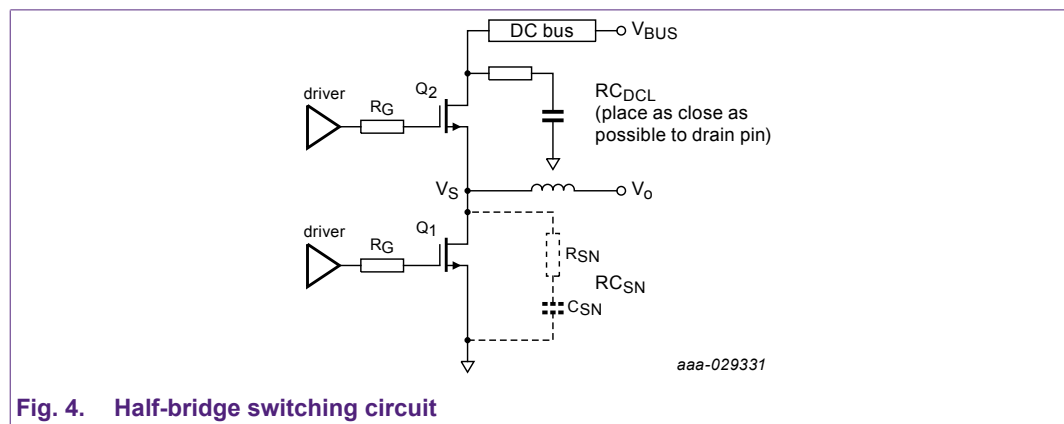 DC bus
VBUS
driver
RG
Q2
RCDCL
(place as close as
possible to drain pin)
VS
Vo
driver
RG
Q1
RSN
RCSN
CSN
aaa-029331
Fig. 4. Half-bridge switching circuit